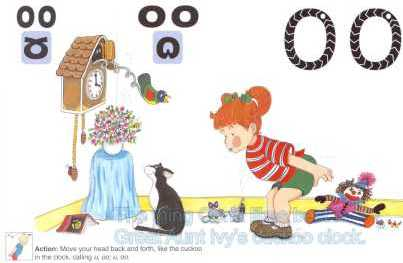 oo oo oo
Great Aunt Ivy's cuckoo clock.
Action: Move your head back and forth, like the cuckoo
in the clock, calling u, oo; u, oo.